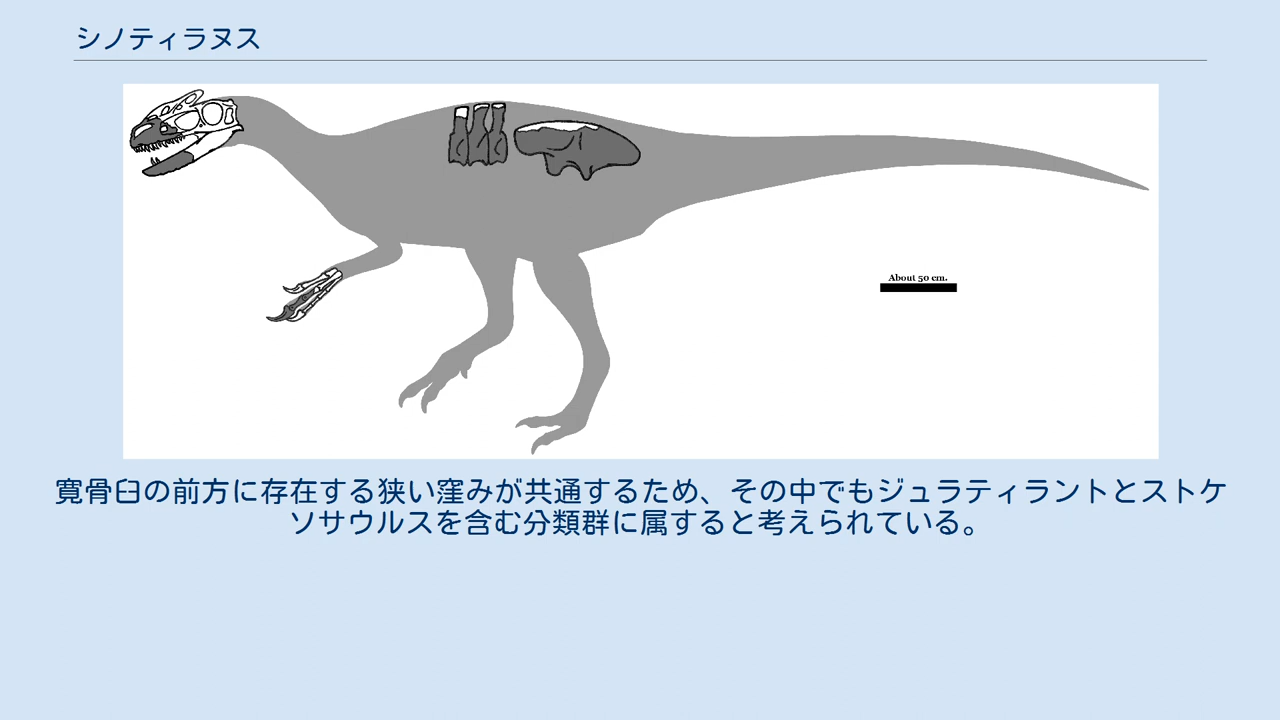 シノティラヌス
About 50 cm.
寛骨臼の前方に存在する狭い窪みが共通するため、その中でもジュラティラントとストケ
ソサウルスを含む分類群に属すると考えられている。